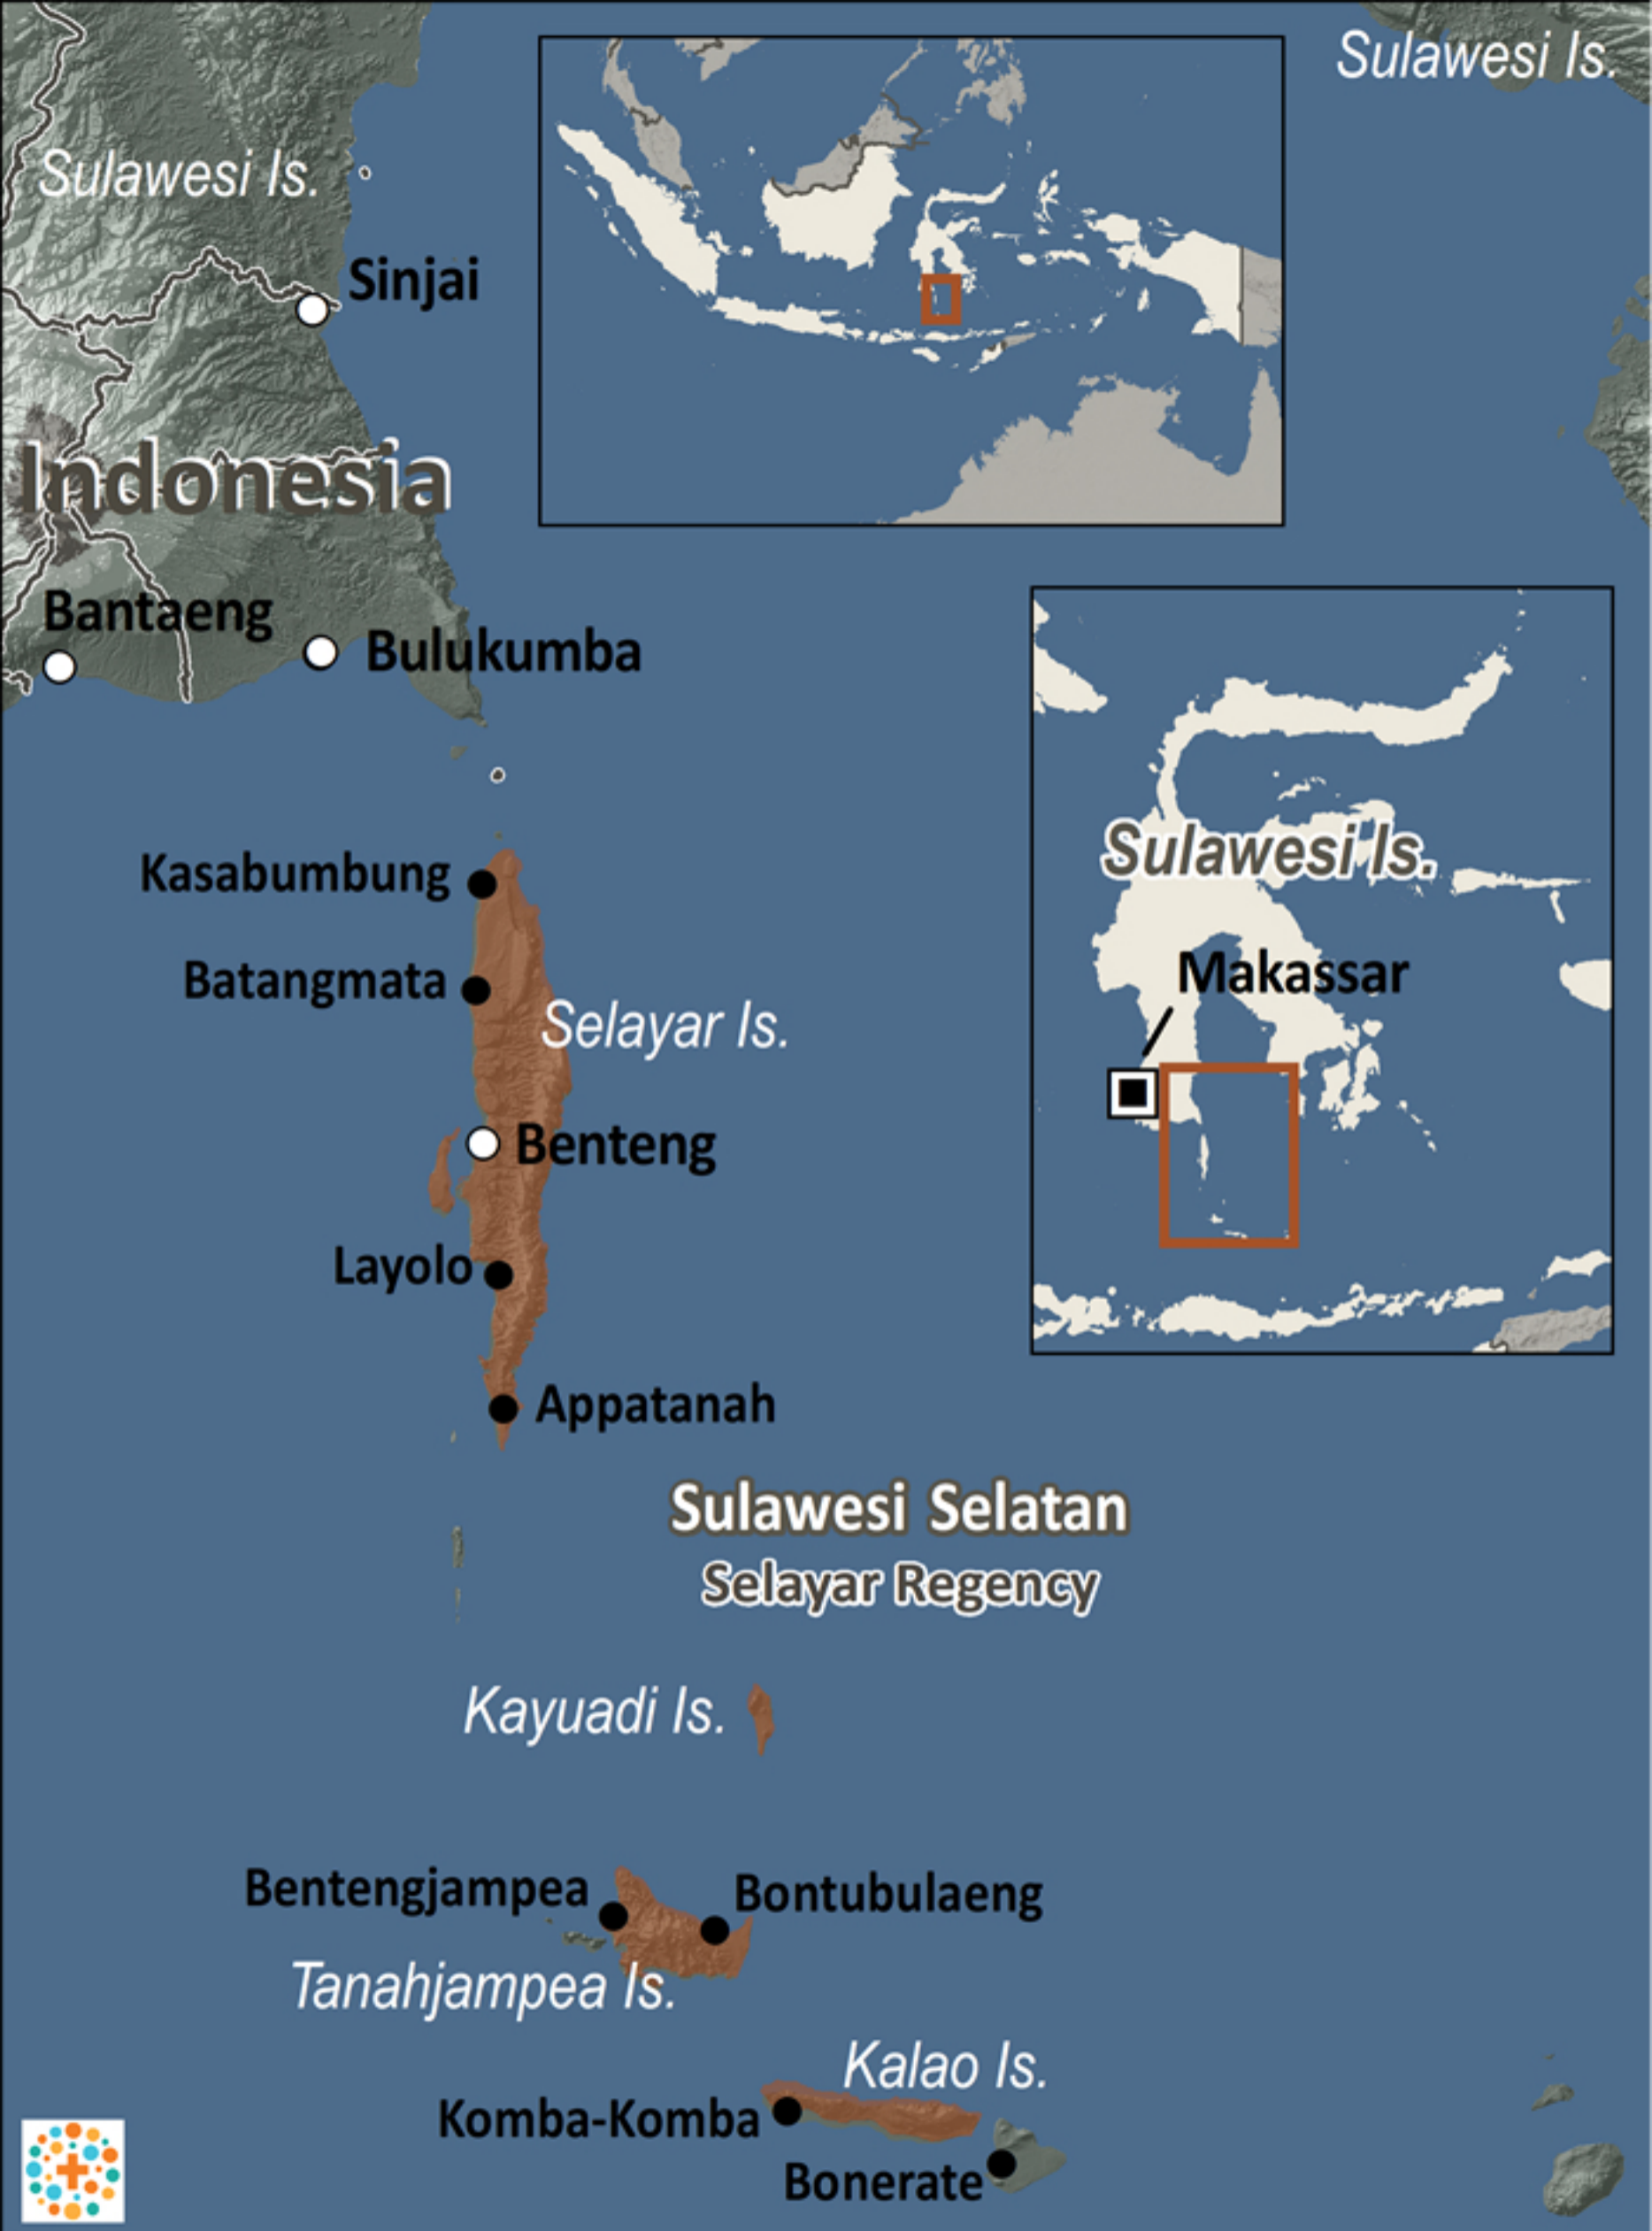 Sulawesi Is.
Sulawesi Is.
Sinjai
Indonesia
Bantaeng
Bulukumba
Sulawesi Is.
Makassar
Kasabumbung
Batangmata
Selayar Is.
Benteng
Layolo
Appatanah
Sulawesi Selatan
Selayar Regency
Kayuadi Is.
Bentengjampea
Bontubulaeng
Tanahjampea Is.
Kalao Is.
Komba-Komba
Bonerate